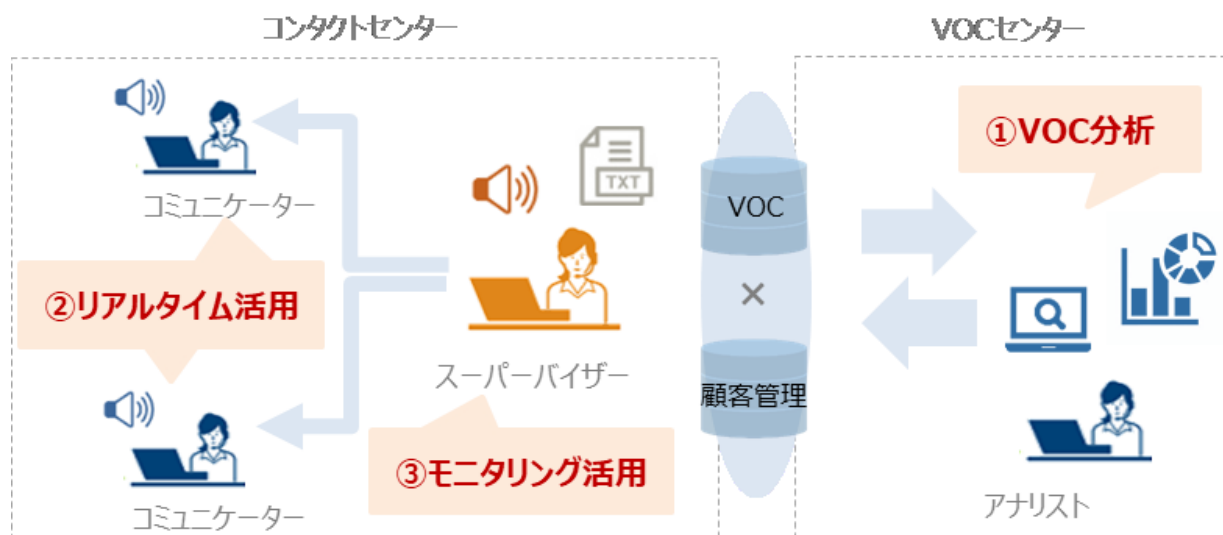 コンタクトセンター
VOCセンター
①VOC分析
TXT
コミュニケーター
VOC
②リアルタイム活用
×
スーパーバイザー
顧客管理
③モニタリング活用
コミュニケーター
アナリスト